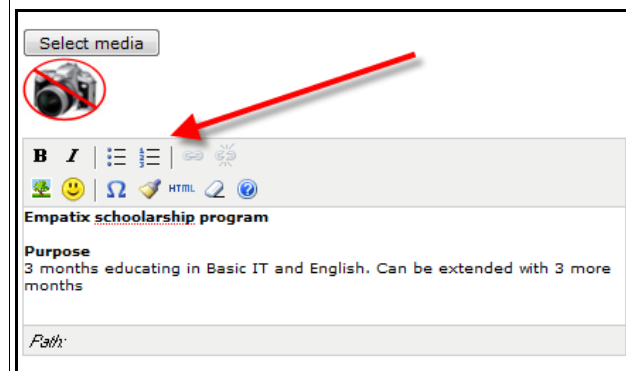 Select media
B I
Ω HTML
Empatix schoolarship program
Purpose
3 months educating in Basic IT and English. Can be extended with 3 more
months
Path: